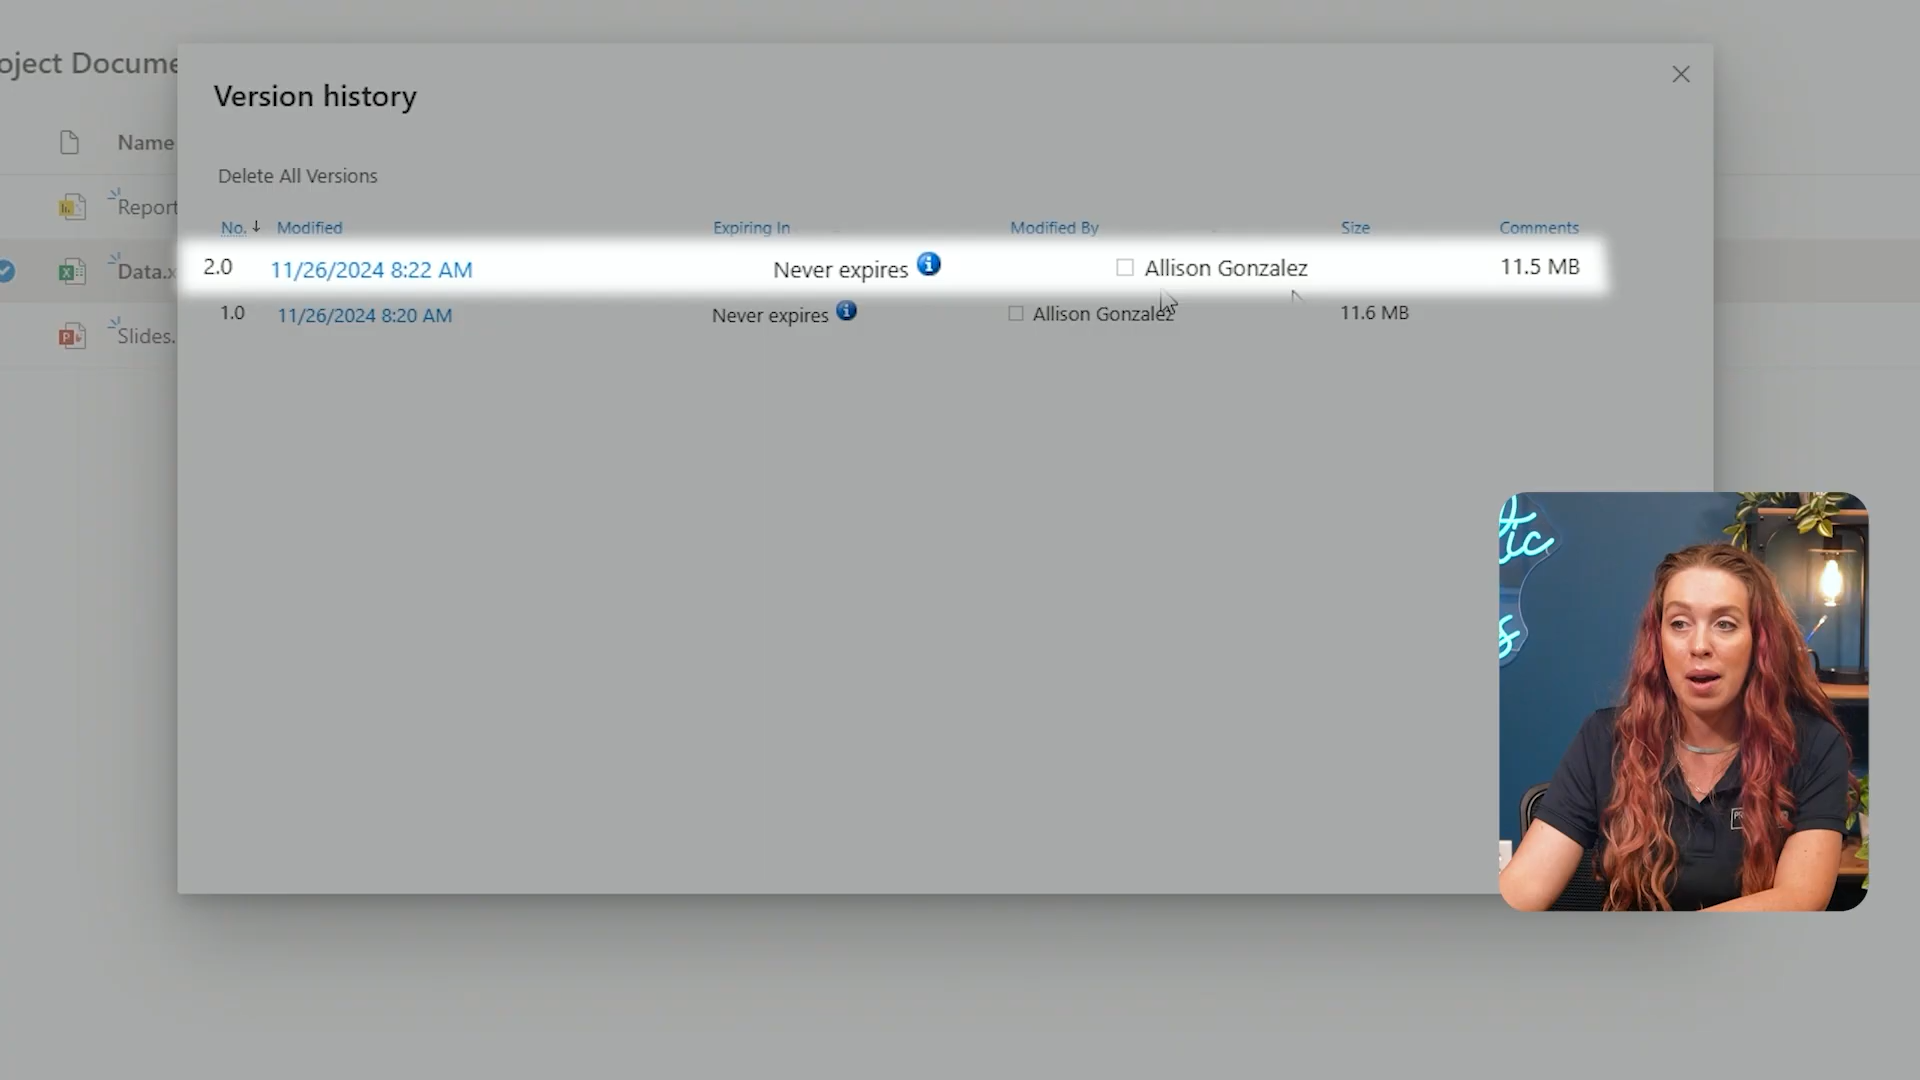 oject Docume
Version history
Name
Delete All Versions
Report
No. Modified Expiring In Modified By Size Comments
2.0 11/26/2024 8:22 AM Never expires Allison Gonzalez 11.5 MB
Data.x
1.0 11/26/2024 8:20 AM Never expires Allison Gonzalez 11.6 MB
Slides.
tic
s